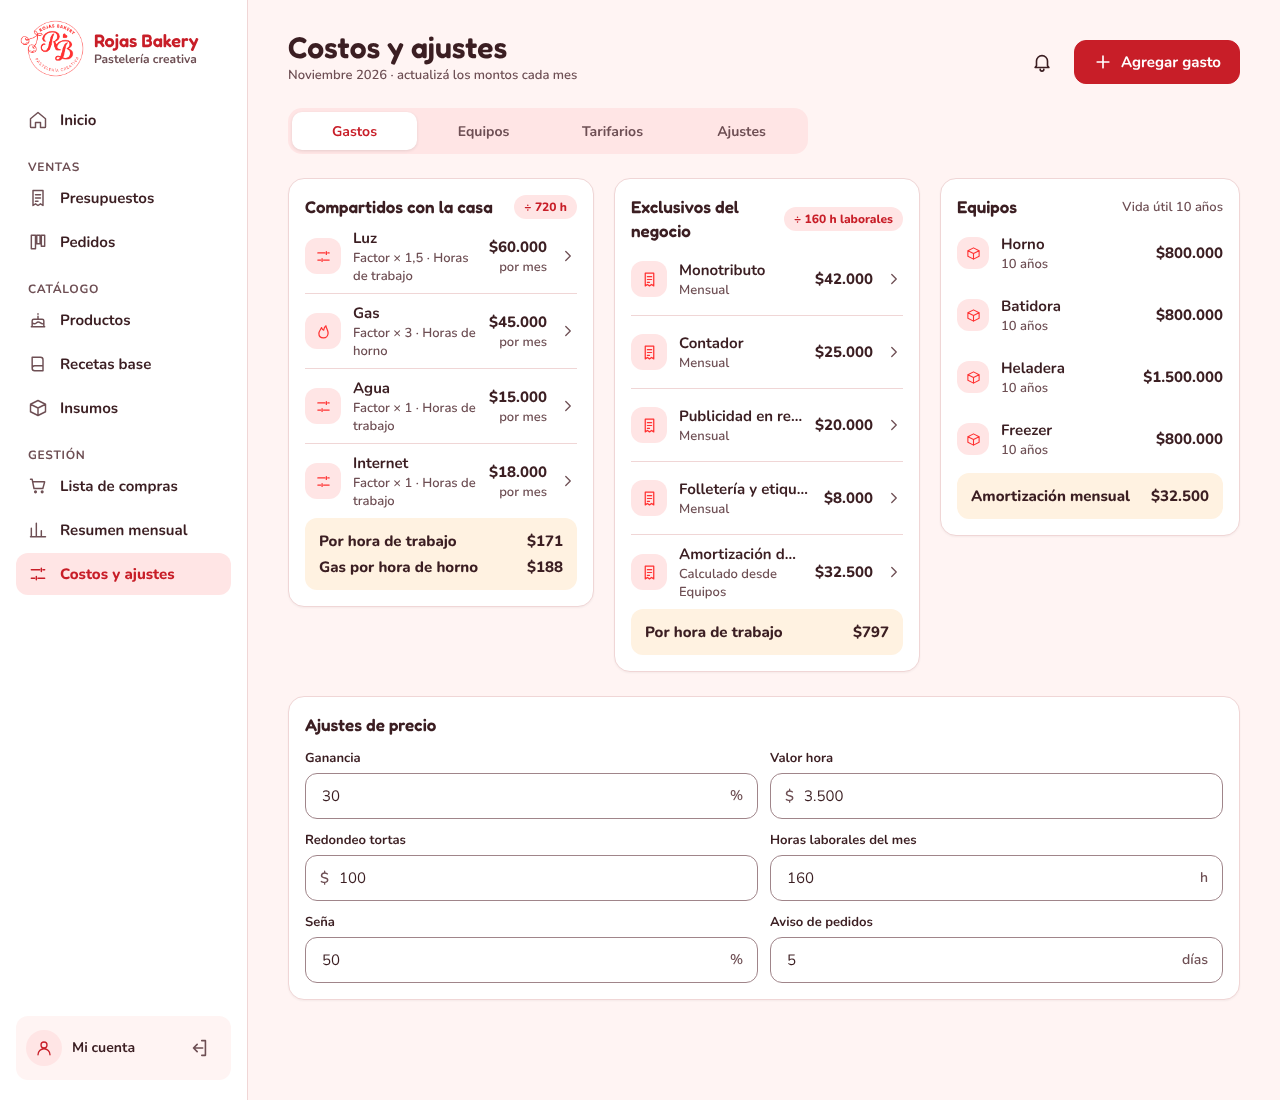 Rojas Bakery
Pastelería creativa
Inicio
VENTAS
Presupuestos
Pedidos
CATÁLOGO
Productos
Recetas base
Insumos
GESTIÓN
Lista de compras
Resumen mensual
Costos y ajustes
Mi cuenta
Costos y ajustes
Noviembre 2026 · actualizá los montos cada mes
Agregar gasto
Gastos
Equipos
Tarifarios
Ajustes
Compartidos con la casa
÷ 720 h
Luz
Factor × 1,5 · Horas
de trabajo
$60.000
por mes
Gas
Factor × 3 · Horas de
horno
$45.000
por mes
Agua
Factor × 1 · Horas de
trabajo
$15.000
por mes
Internet
Factor × 1 · Horas de
trabajo
$18.000
por mes
Por hora de trabajo $171
Gas por hora de horno $188
Exclusivos del
negocio
÷ 160 h laborales
Monotributo
Mensual
$42.000
Contador
Mensual
$25.000
Publicidad en re...
Mensual
$20.000
Folletería y etiqu...
Mensual
$8.000
Amortización d...
Calculado desde
Equipos
$32.500
Por hora de trabajo $797
Equipos
Vida útil 10 años
Horno
10 años
$800.000
Batidora
10 años
$800.000
Heladera
10 años
$1.500.000
Freezer
10 años
$800.000
Amortización mensual $32.500
Ajustes de precio
Ganancia
30 %
Valor hora
$ 3.500
Redondeo tortas
$ 100
Horas laborales del mes
160 h
Seña
50 %
Aviso de pedidos
5 días